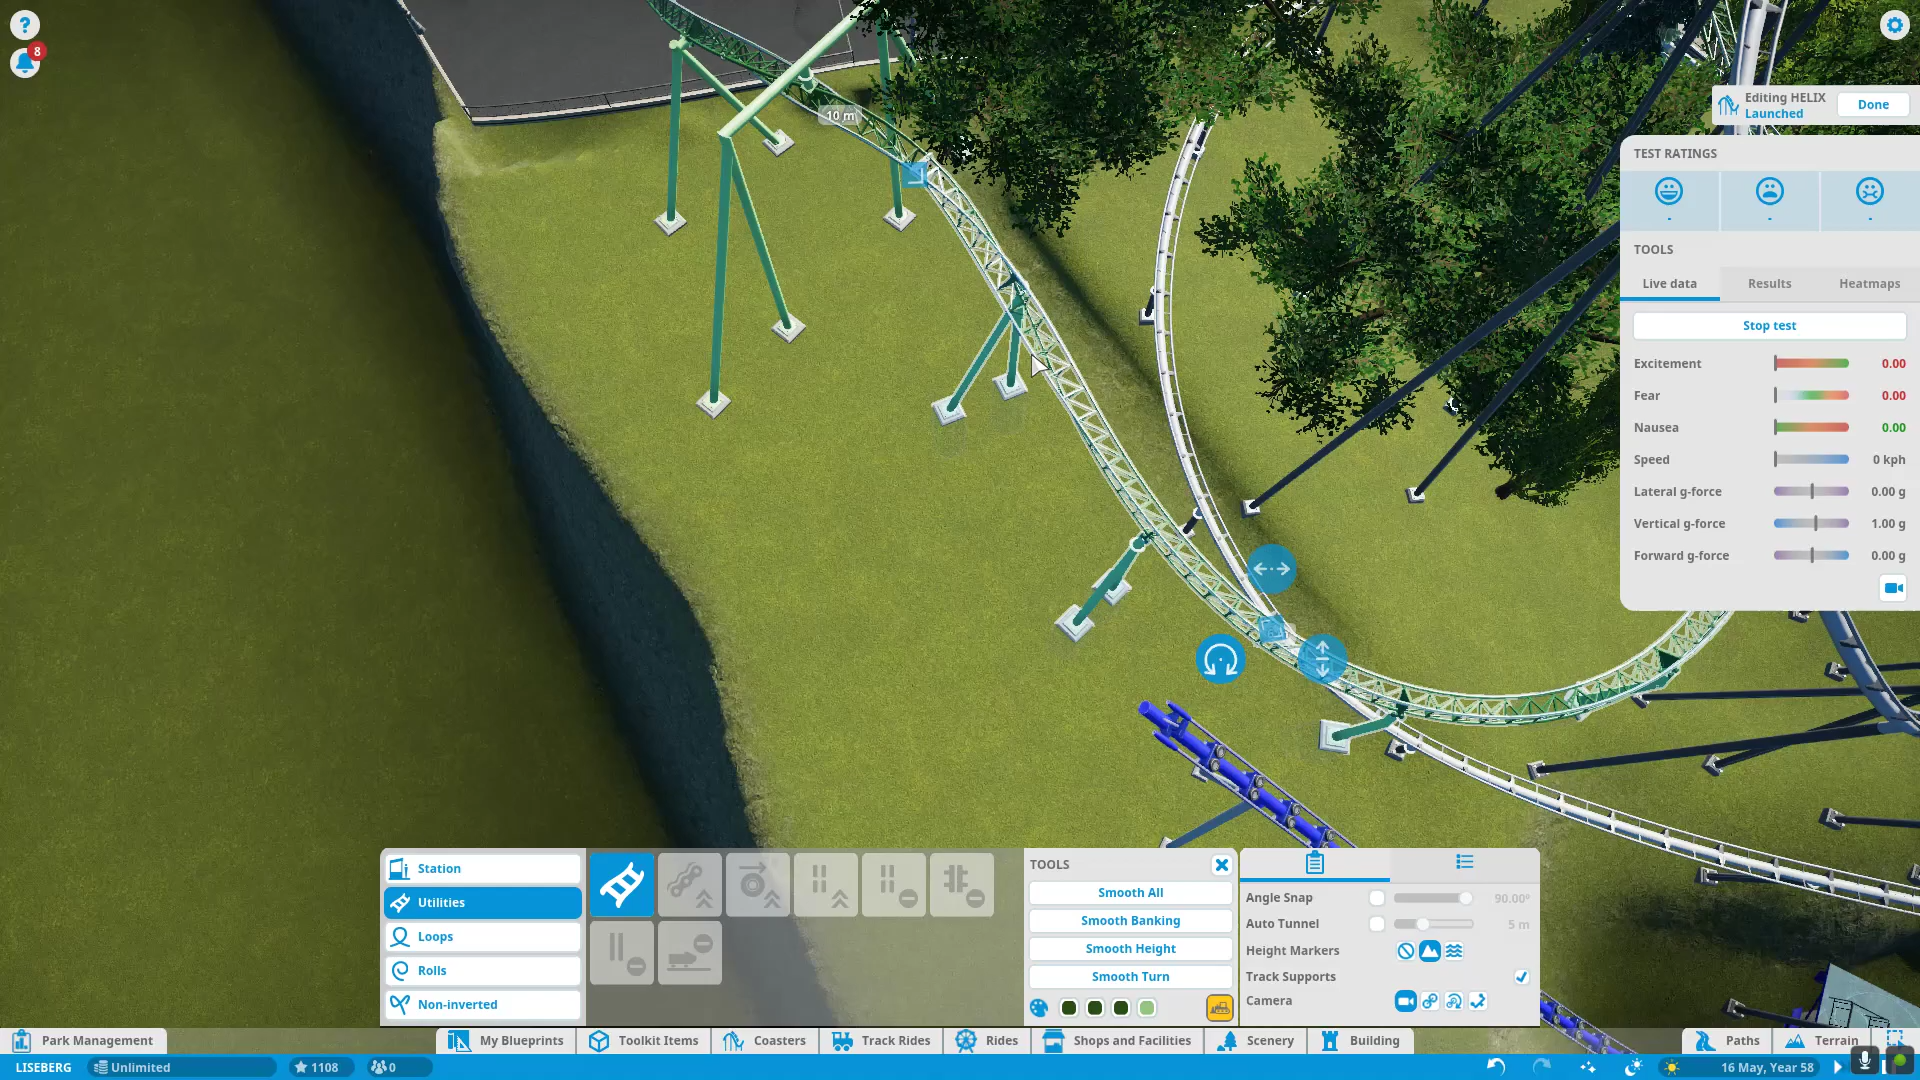 ?
8
10 m
Editing HELIX
Launched
Done
TEST RATINGS
-
-
-
TOOLS
Live data
Results
Heatmaps
Stop test
Excitement
0.00
Fear
0.00
Nausea
0.00
Speed
0 kph
Lateral g-force
0.00 g
Vertical g-force
1.00 g
Forward g-force
0.00 g
Station
Utilities
Loops
Rolls
Non-inverted
TOOLS
Smooth All
Smooth Banking
Smooth Height
Smooth Turn
Angle Snap
90.00°
Auto Tunnel
5 m
Height Markers
Track Supports
Camera
Park Management
My Blueprints
Toolkit Items
Coasters
Track Rides
Rides
Shops and Facilities
Scenery
Building
Paths
Terrain
LISEBERG
Unlimited
1108
0
16 May, Year 58